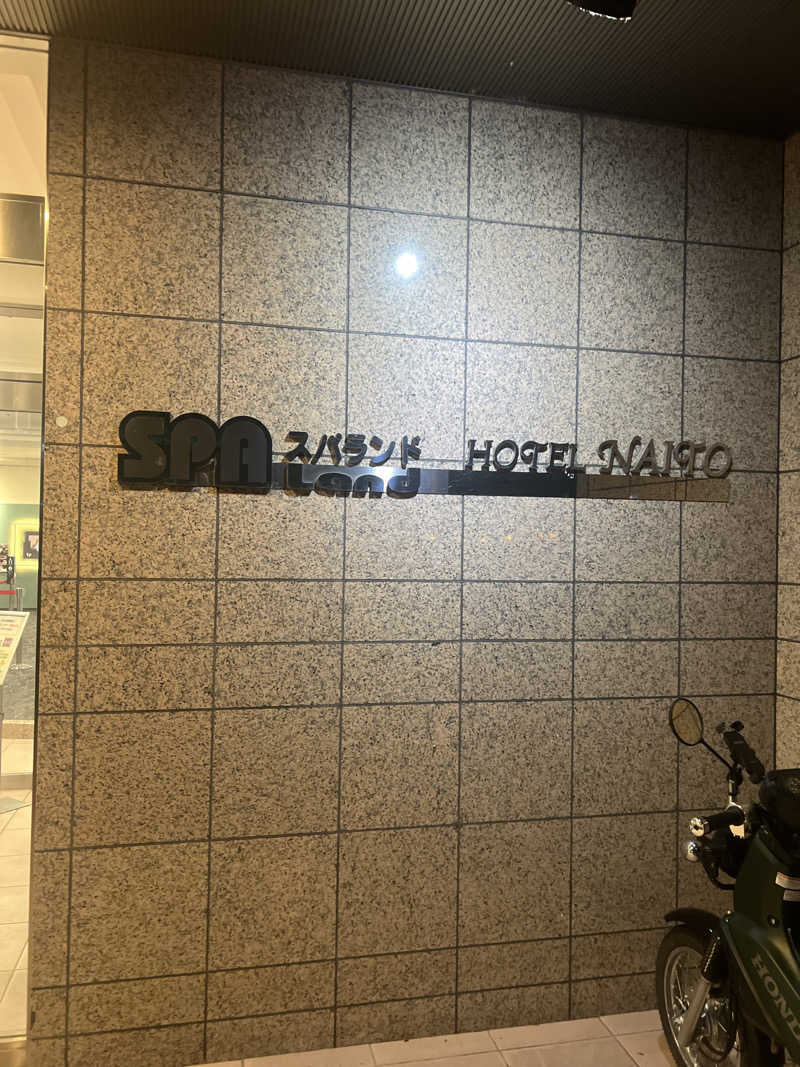 SPA スパランド Land HOTEL NAITO
HONDA